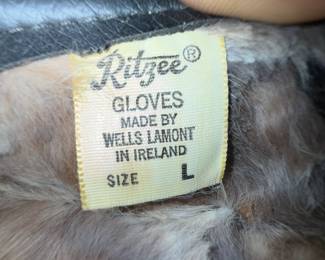 Ritzee®
GLOVES
MADE BY
WELLS LAMONT
IN IRELAND
SIZE L